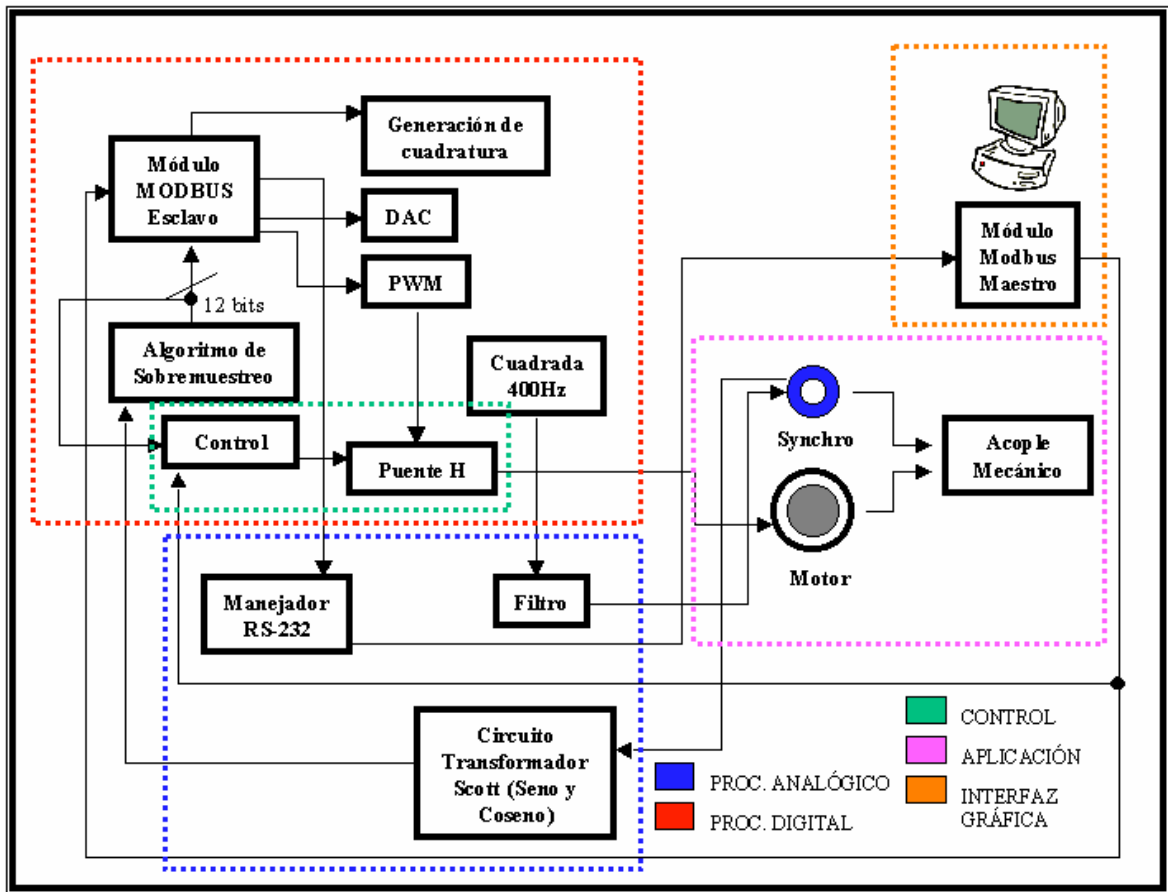 Generación de
cuadratura
Módulo
MODBUS
Esclavo
DAC
PWM
12 bits
Módulo
Modbus
Maestro
Algoritmo de
Sobremuestreo
Cuadrada
400Hz
Control
Puente H
Synchro
Acople
Mecánico
Motor
Manejador
RS-232
Filtro
Circuito
Transformador
Scott (Seno y
Coseno)
PROC. ANALÓGICO
PROC. DIGITAL
CONTROL
APLICACIÓN
INTERFAZ
GRÁFICA